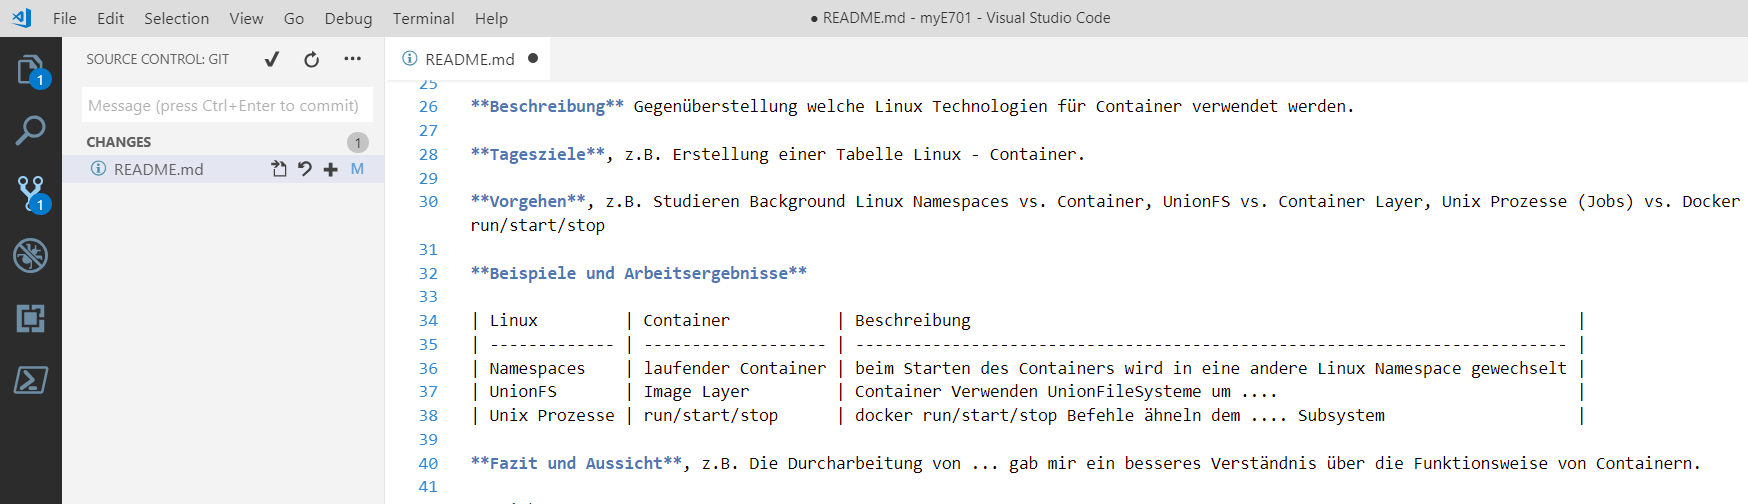 File Edit Selection View Go Debug Terminal Help ● README.md - myE701 - Visual Studio Code
SOURCE CONTROL: GIT
README.md ●
1
Message (press Ctrl+Enter to commit)
CHANGES 1
README.md M
1
25
26 **Beschreibung** Gegenüberstellung welche Linux Technologien für Container verwendet werden.
27
28 **Tagesziele**, z.B. Erstellung einer Tabelle Linux - Container.
29
30 **Vorgehen**, z.B. Studieren Background Linux Namespaces vs. Container, UnionFS vs. Container Layer, Unix Prozesse (Jobs) vs. Docker
run/start/stop
31
32 **Beispiele und Arbeitsergebnisse**
33
34 | Linux | Container | Beschreibung |
35 | ------------- | ------------------- | -------------------------------------------------------------------------- |
36 | Namespaces | laufender Container | beim Starten des Containers wird in eine andere Linux Namespace gewechselt |
37 | UnionFS | Image Layer | Container Verwenden UnionFileSysteme um .... |
38 | Unix Prozesse | run/start/stop | docker run/start/stop Befehle ähneln dem .... Subsystem |
39
40 **Fazit und Aussicht**, z.B. Die Durcharbeitung von ... gab mir ein besseres Verständnis über die Funktionsweise von Containern.
41